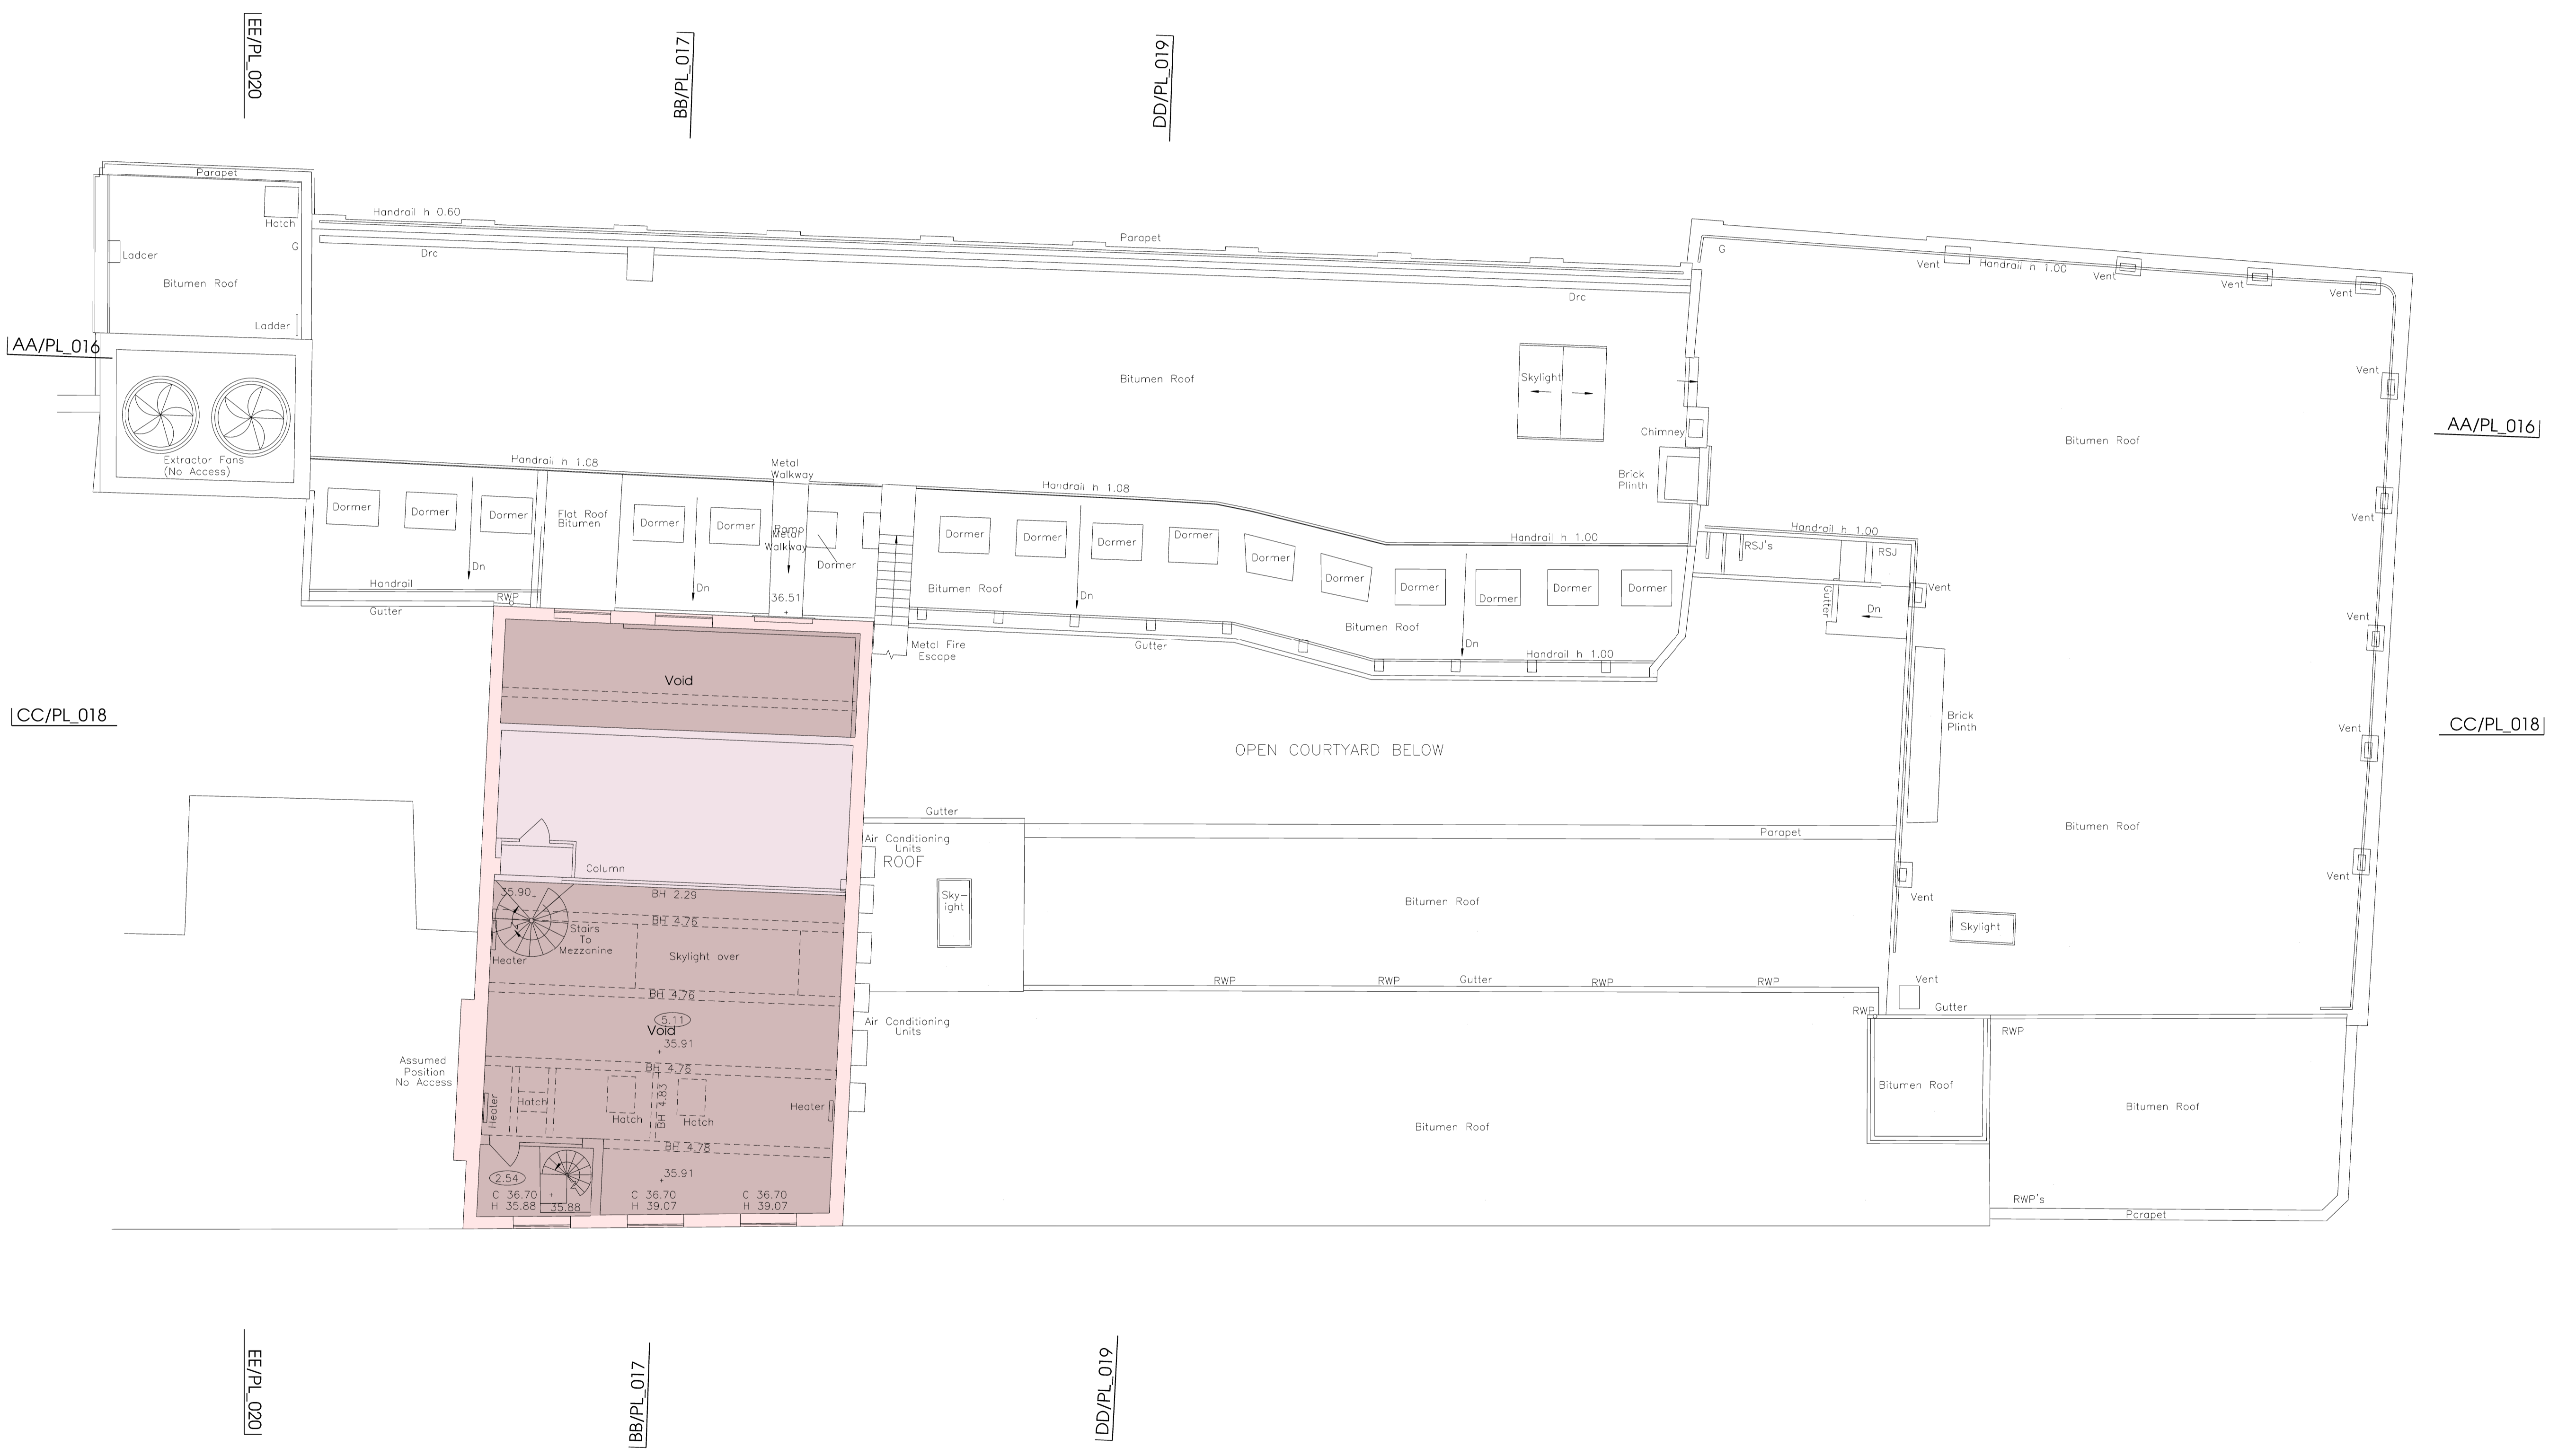 EE/PL_020
BB/PL_017
DD/PL_019
Parapet
Hatch
G
Ladder
Bitumen Roof
Ladder
AA/PL_016
Extractor Fans
(No Access)
Handrail h 0.60
Drc
Parapet
Drc
Bitumen Roof
Skylight
Chimney
Brick
Plinth
G
Vent
Handrail h 1.00
Vent
Vent
Vent
Vent
Bitumen Roof
AA/PL_016
Vent
Handrail h 1.08
Metal
Walkway
Handrail h 1.08
Handrail h 1.00
Handrail h 1.00
RSJ's
RSJ
Dormer
Dormer
Dormer
Flat Roof
Bitumen
Dormer
Dormer
Ramp
Metal
Walkway
Dormer
Dormer
Dormer
Dormer
Dormer
Dormer
Dormer
Dormer
Dormer
Dormer
Dormer
Dn
Dn
36.51
Bitumen Roof
Dn
Bitumen Roof
Dn
Handrail h 1.00
Gutter
Dn
Vent
Vent
Handrail
Gutter
RWP
Metal Fire
Escape
Gutter
Void
CC/PL_018
OPEN COURTYARD BELOW
Brick
Plinth
Vent
CC/PL_018
Gutter
Air Conditioning
Units
ROOF
Parapet
Bitumen Roof
Column
35.90
BH 2.29
BH 4.76
Stairs
To
Mezzanine
Heater
Skylight over
Sky-
light
Bitumen Roof
Vent
Vent
Skylight
BH 4.76
RWP
RWP
Gutter
RWP
RWP
Vent
Gutter
RWP
RWP
5.11
Void
35.91
Air Conditioning
Units
Assumed
Position
No Access
BH 4.76
Heater
Hatch
Hatch
BH 4.83
Hatch
Heater
BH 4.78
Bitumen Roof
Bitumen Roof
Bitumen Roof
2.54
35.91
C 36.70
H 35.88
35.88
C 36.70
H 39.07
C 36.70
H 39.07
RWP's
Parapet
EE/PL_020
BB/PL_017
DD/PL_019